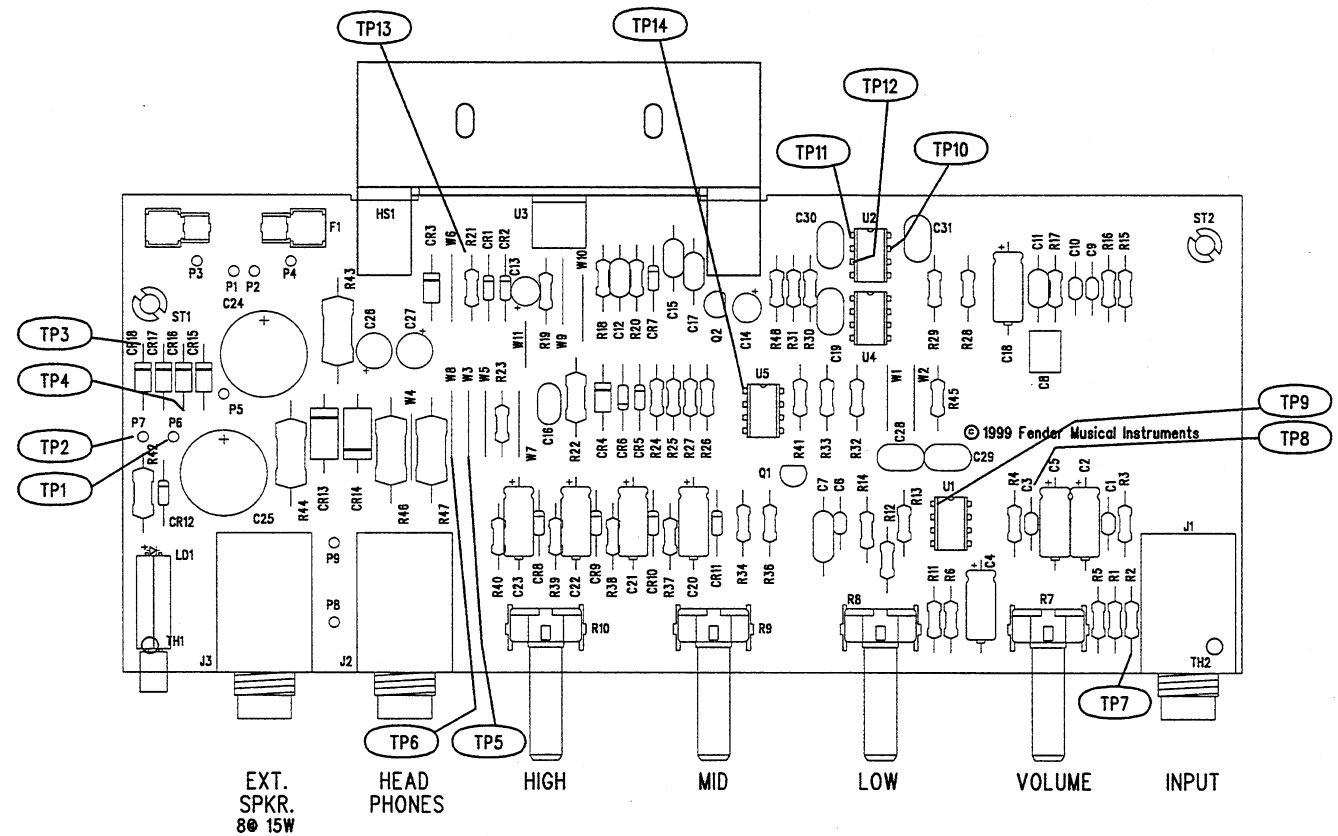 TP13
TP14
TP12
TP11
TP10
HS1
U3
F1
P3
P1
P2
P4
C24
ST1
R43
CR3
W6
R21
CR1
CR2
C13
W10
C30
U2
C31
ST2
C11
R17
C10
C9
R16
R15
TP3
CR18
CR17
CR16
CR15
C26
C27
W11
R19
W9
R18
C12
R20
CR7
C15
C17
Q2
C14
R48
R31
R30
C19
U4
R29
R28
C18
C8
TP4
P5
W8
W3
W5
R23
U5
W1
W2
R45
TP9
TP2
P7
P6
W4
C16
R22
CR4
CR6
CR5
R24
R25
R27
R26
R41
R33
R32
C28
© 1999 Fender Musical Instruments
TP8
TP1
R42
W7
Q1
C29
CR12
C25
R44
CR13
CR14
R46
R47
C7
C6
R14
R12
R13
U1
R4
C3
C5
C2
C1
R3
J1
LD1
P9
R40
C23
CR8
R39
C22
CR9
R38
C21
CR10
R37
C20
CR11
R34
R36
R11
R6
C4
R5
R1
R2
P8
TH1
J3
J2
R10
R9
R8
R7
TH2
TP7
TP6
TP5
EXT.
SPKR.
8@ 15W
HEAD
PHONES
HIGH
MID
LOW
VOLUME
INPUT